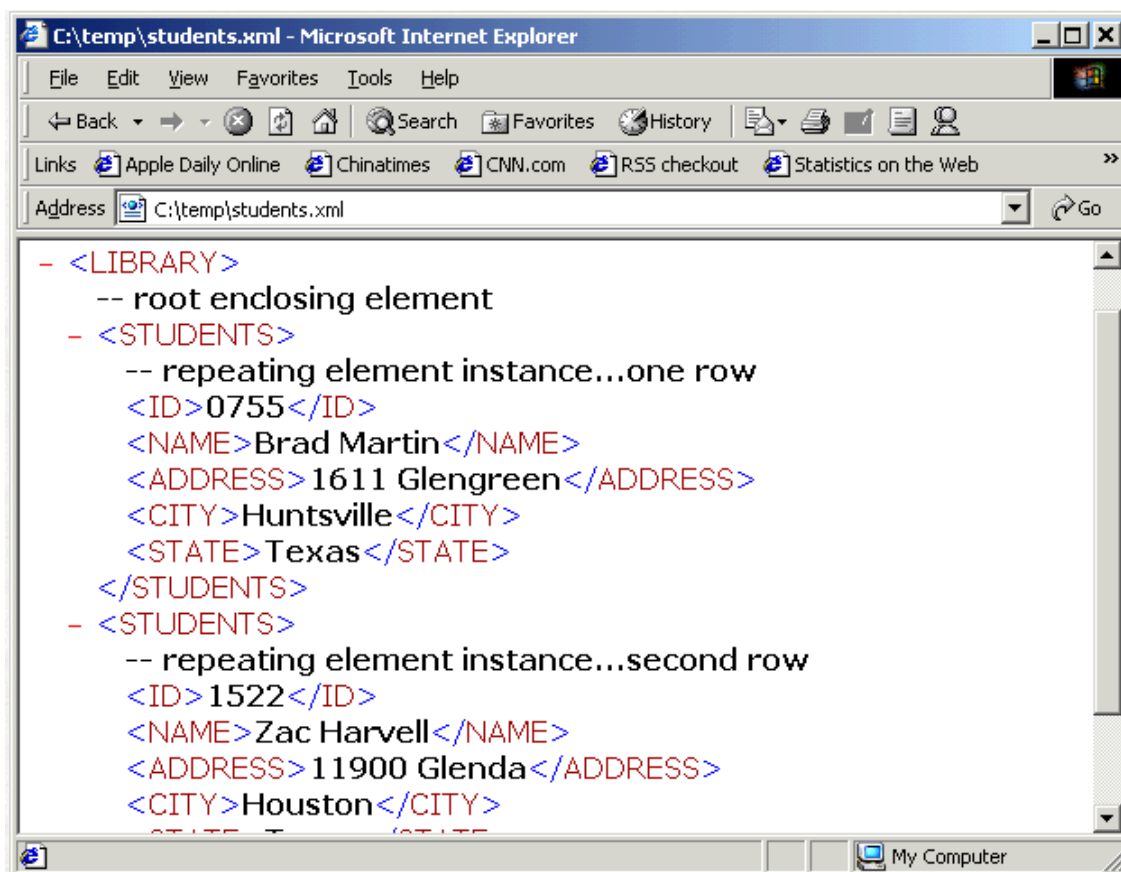 C:\temp\students.xml - Microsoft Internet Explorer
File Edit View Favorites Tools Help
Back Search Favorites History
Links Apple Daily Online Chinatimes CNN.com RSS checkout Statistics on the Web »
Address C:\temp\students.xml Go
- <LIBRARY>
-- root enclosing element
- <STUDENTS>
-- repeating element instance...one row
<ID>0755</ID>
<NAME>Brad Martin</NAME>
<ADDRESS>1611 Glengreen</ADDRESS>
<CITY>Huntsville</CITY>
<STATE>Texas</STATE>
</STUDENTS>
- <STUDENTS>
-- repeating element instance...second row
<ID>1522</ID>
<NAME>Zac Harvell</NAME>
<ADDRESS>11900 Glenda</ADDRESS>
<CITY>Houston</CITY>
My Computer